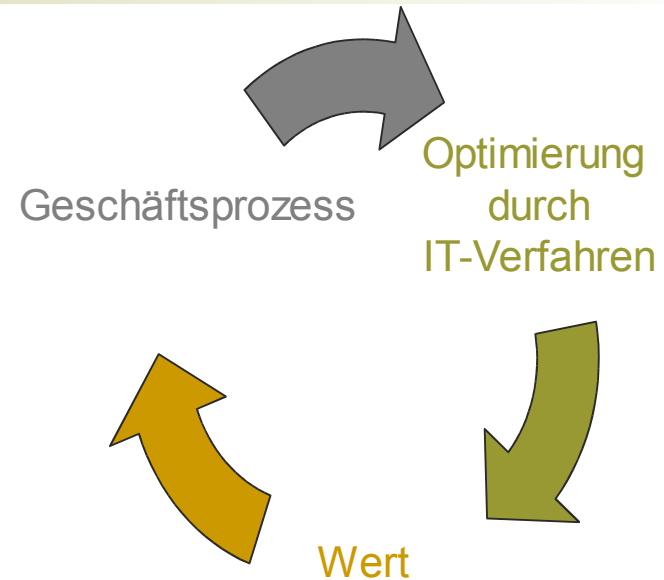 Geschäftsprozess
Optimierung
durch
IT-Verfahren
Wert